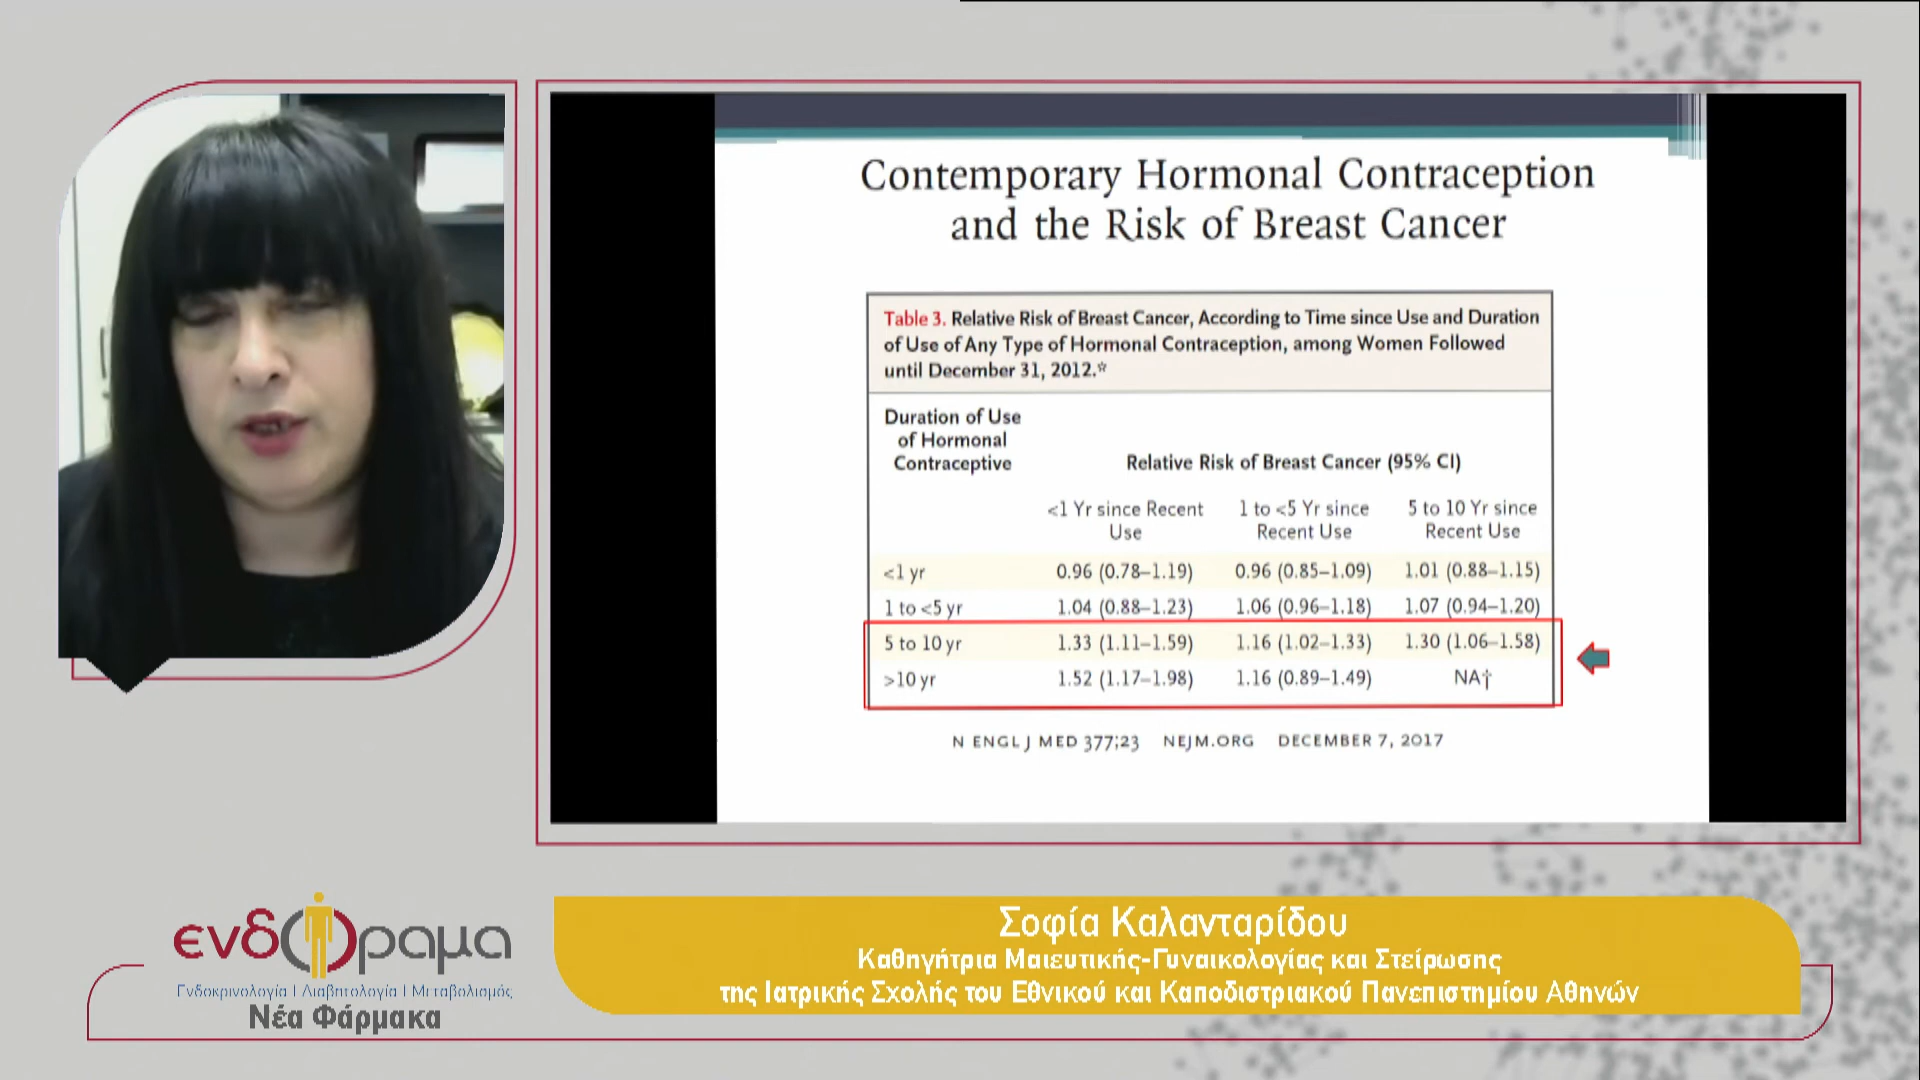 Contemporary Hormonal Contraception
and the Risk of Breast Cancer
Table 3. Relative Risk of Breast Cancer, According to Time since Use and Duration
of Use of Any Type of Hormonal Contraception, among Women Followed
until December 31, 2012.*
Duration of Use
of Hormonal
Contraceptive
Relative Risk of Breast Cancer (95% CI)
<1 Yr since Recent
Use
1 to <5 Yr since
Recent Use
5 to 10 Yr since
Recent Use
<1 yr 0.96 (0.78–1.19) 0.96 (0.85–1.09) 1.01 (0.88–1.15)
1 to <5 yr 1.04 (0.88–1.23) 1.06 (0.96–1.18) 1.07 (0.94–1.20)
5 to 10 yr 1.33 (1.11–1.59) 1.16 (1.02–1.33) 1.30 (1.06–1.58)
>10 yr 1.52 (1.17–1.98) 1.16 (0.89–1.49) NA†
N ENGL J MED 377;23 NEJM.ORG DECEMBER 7, 2017
ενδόραμα
Ενδοκρινολογία | Διαβητολογία | Μεταβολισμός
Νέα Φάρμακα
Σοφία Καλανταρίδου
Καθηγήτρια Μαιευτικής-Γυναικολογίας και Στείρωσης
της Ιατρικής Σχολής του Εθνικού και Καποδιστριακού Πανεπιστημίου Αθηνών